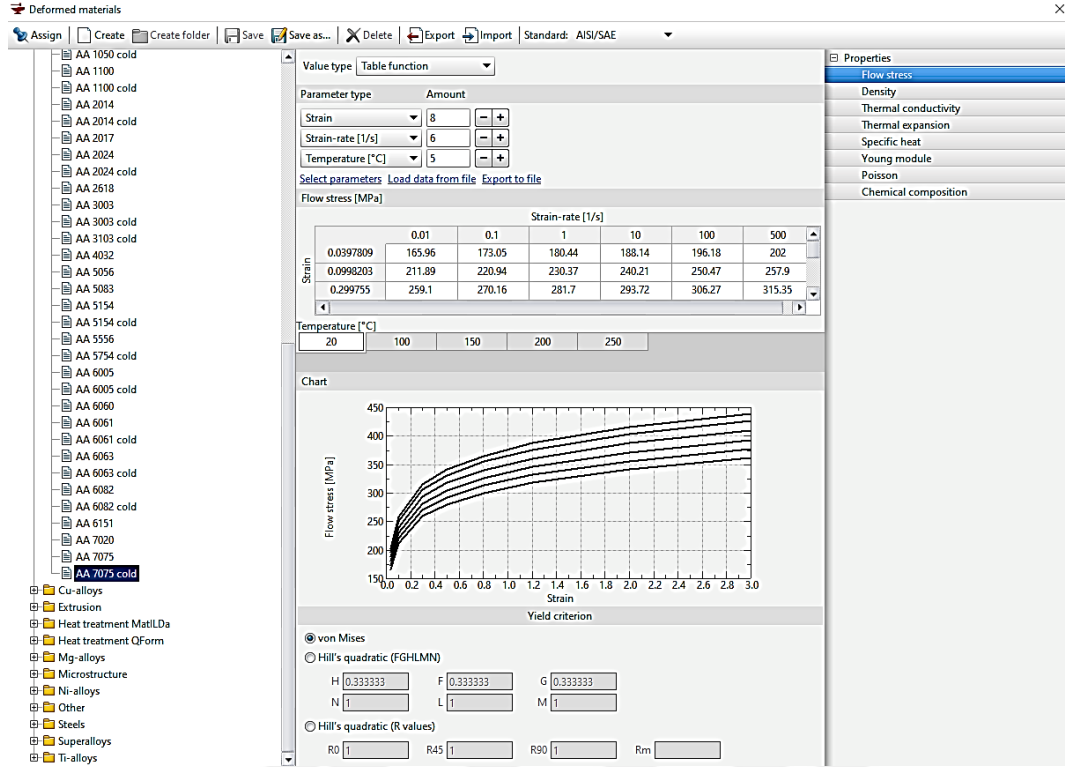 Deformed materials
Assign Create Create folder Save Save as... Delete Export Import Standard: AISI/SAE
AA 1050 cold
AA 1100
AA 1100 cold
AA 2014
AA 2014 cold
AA 2017
AA 2024
AA 2024 cold
AA 2618
AA 3003
AA 3003 cold
AA 3103 cold
AA 4032
AA 5056
AA 5083
AA 5154
AA 5154 cold
AA 5556
AA 5754 cold
AA 6005
AA 6005 cold
AA 6060
AA 6061
AA 6061 cold
AA 6063
AA 6063 cold
AA 6082
AA 6082 cold
AA 6151
AA 7020
AA 7075
AA 7075 cold
Cu-alloys
Extrusion
Heat treatment MatILDa
Heat treatment QForm
Mg-alloys
Microstructure
Ni-alloys
Other
Steels
Superalloys
Ti-alloys
Value type Table function
Parameter type Amount
Strain 8 - +
Strain-rate [1/s] 6 - +
Temperature [°C] 5 - +
Select parameters Load data from file Export to file
Flow stress [MPa]
Strain-rate [1/s]
0.01 0.1 1 10 100 500
Strain
0.0397809 165.96 173.05 180.44 188.14 196.18 202
0.0998203 211.89 220.94 230.37 240.21 250.47 257.9
0.299755 259.1 270.16 281.7 293.72 306.27 315.35
Temperature [°C]
20 100 150 200 250
Chart
Flow stress [MPa]
450
400
350
300
250
200
150
0.0 0.2 0.4 0.6 0.8 1.0 1.2 1.4 1.6 1.8 2.0 2.2 2.4 2.6 2.8 3.0
Strain
Yield criterion
von Mises
Hill's quadratic (FGHLMN)
H 0.333333 F 0.333333 G 0.333333
N 1 L 1 M 1
Hill's quadratic (R values)
R0 1 R45 1 R90 1 Rm
Properties
Flow stress
Density
Thermal conductivity
Thermal expansion
Specific heat
Young module
Poisson
Chemical composition